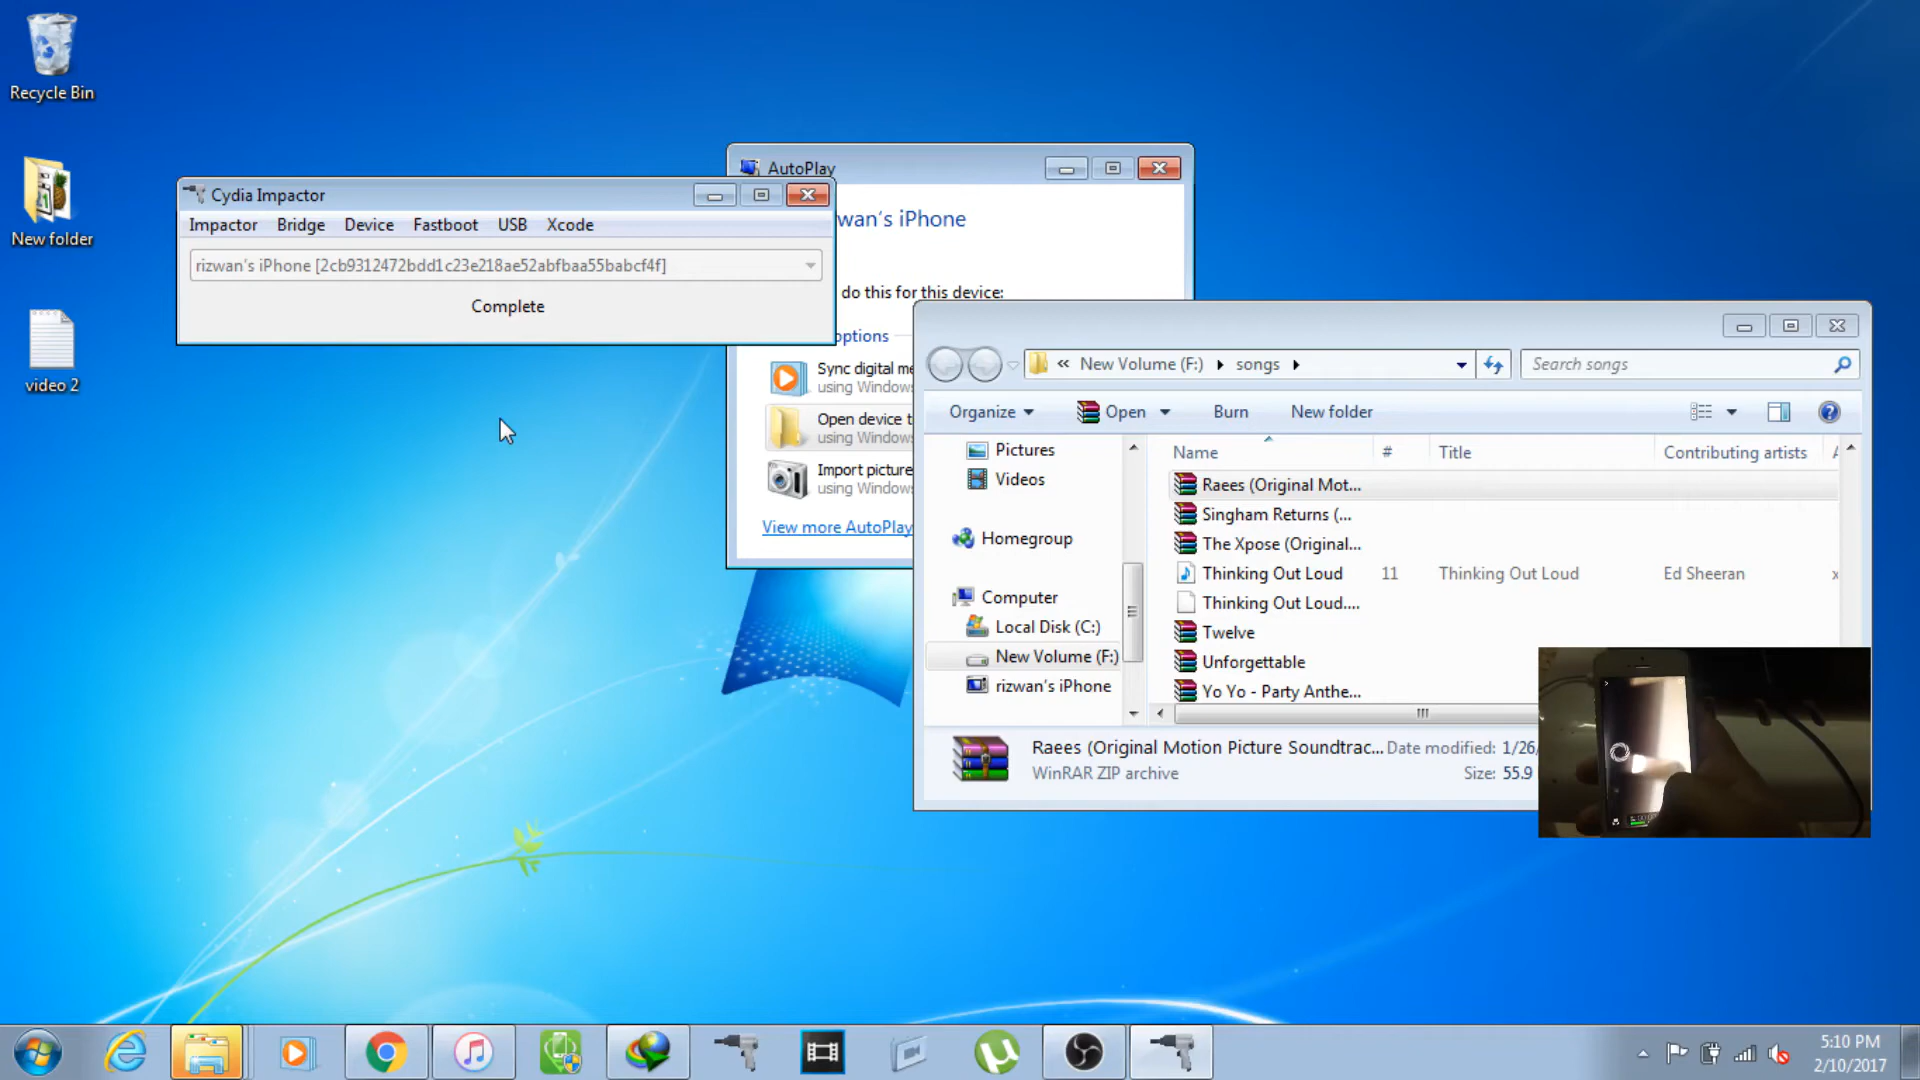 Recycle Bin
New folder
video 2
Cydia Impactor
Impactor Bridge Device Fastboot USB Xcode
rizwan's iPhone [2cb9312472bdd1c23e218ae52abfbaa55babcf4f]
Complete
AutoPlay
wan's iPhone
do this for this device:
options
Sync digital me
using Window
Open device t
using Window
Import picture
using Window
View more AutoPlay
« New Volume (F:) songs
Search songs
Organize Open Burn New folder
Pictures
Videos
Homegroup
Computer
Local Disk (C:)
New Volume (F:)
rizwan's iPhone
Name # Title Contributing artists
Raees (Original Mot...
Singham Returns (...
The Xpose (Original...
Thinking Out Loud 11 Thinking Out Loud Ed Sheeran
Thinking Out Loud....
Twelve
Unforgettable
Yo Yo - Party Anthe...
Raees (Original Motion Picture Soundtrac... Date modified: 1/26/
WinRAR ZIP archive Size: 55.9
5:10 PM
2/10/2017